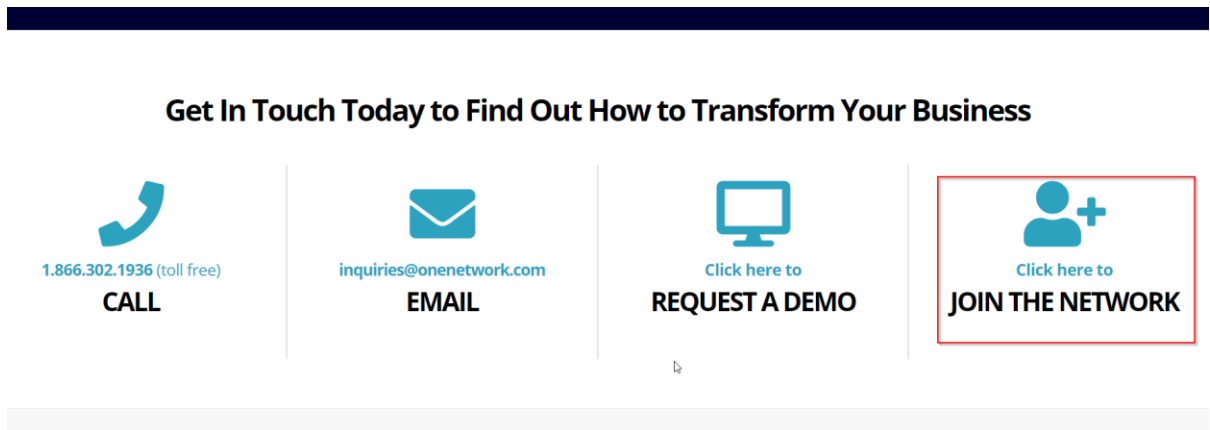 Get In Touch Today to Find Out How to Transform Your Business
1.866.302.1936 (toll free)
CALL
inquiries@onenetwork.com
EMAIL
Click here to
REQUEST A DEMO
Click here to
JOIN THE NETWORK